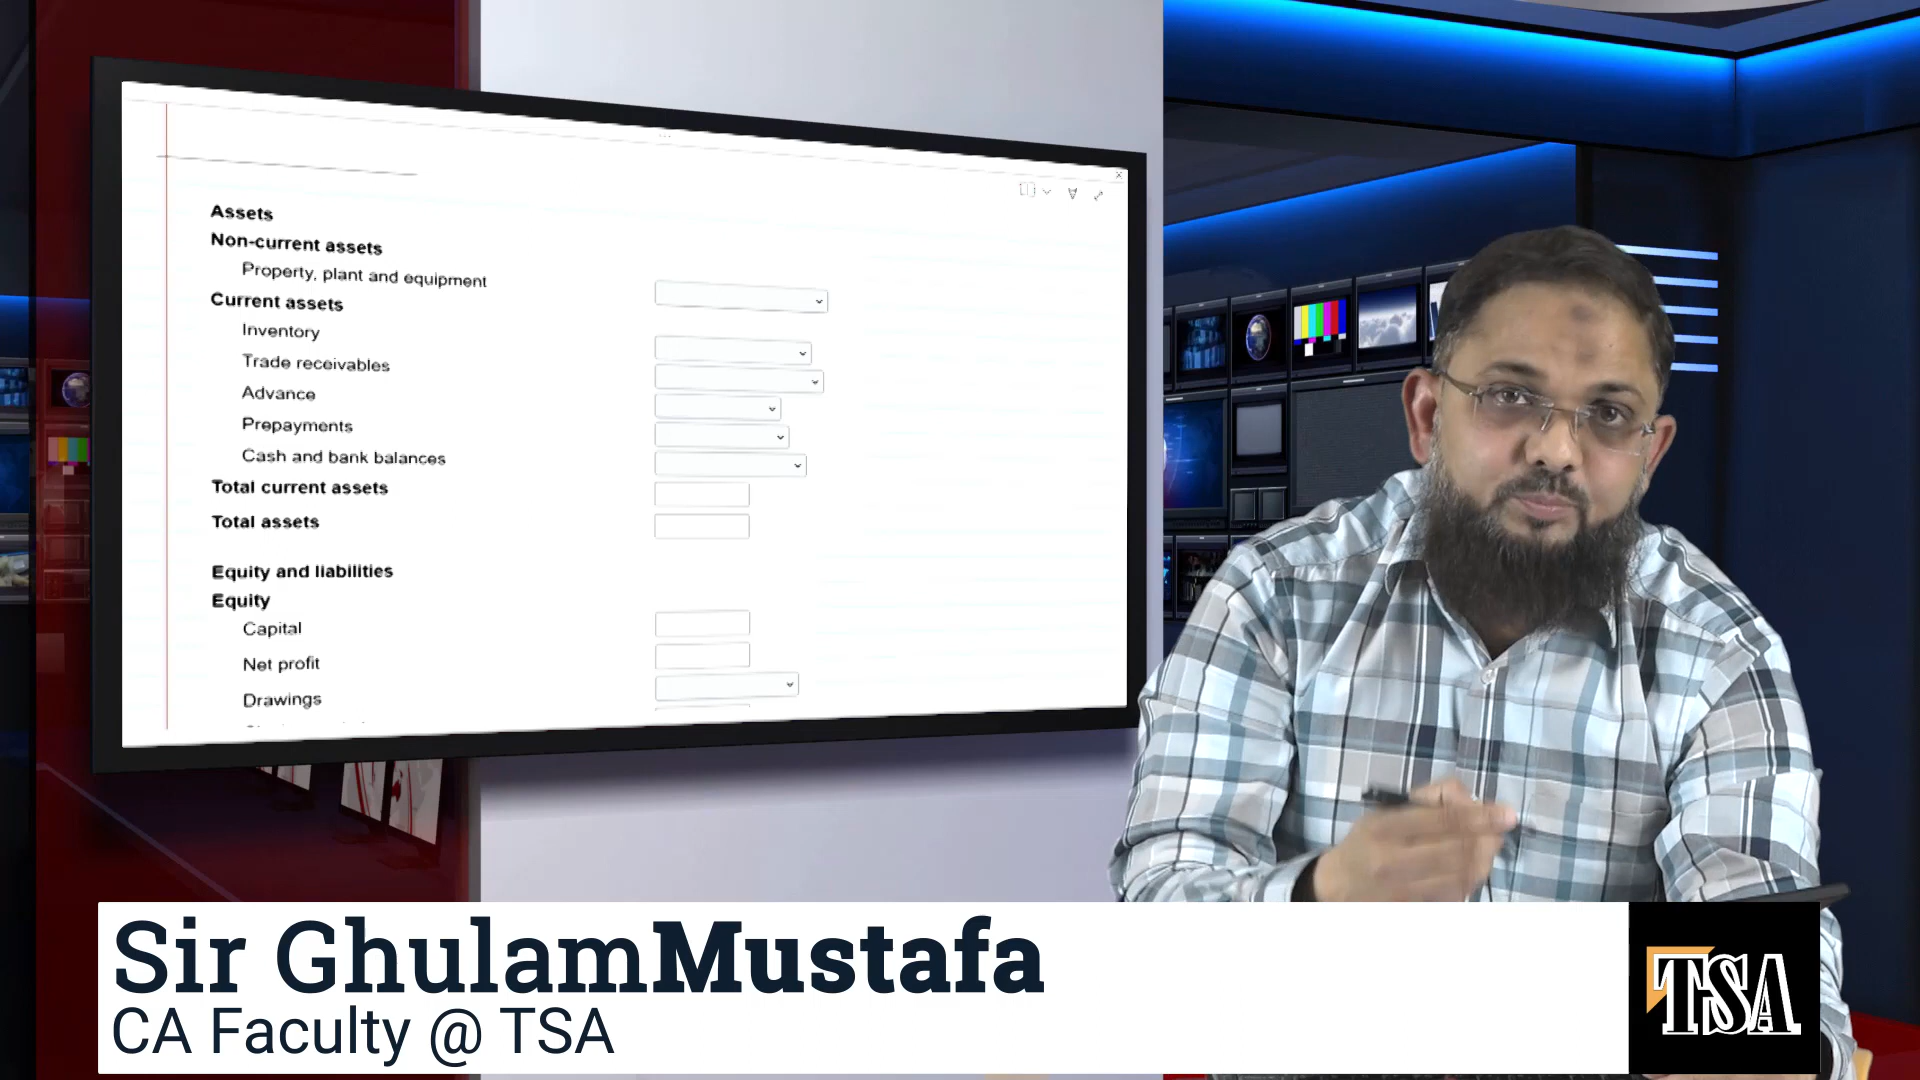 Assets
Non-current assets
Property, plant and equipment
Current assets
Inventory
Trade receivables
Advance
Prepayments
Cash and bank balances
Total current assets
Total assets
Equity and liabilities
Equity
Capital
Net profit
Drawings
Sir GhulamMustafa
CA Faculty @ TSA
TSA